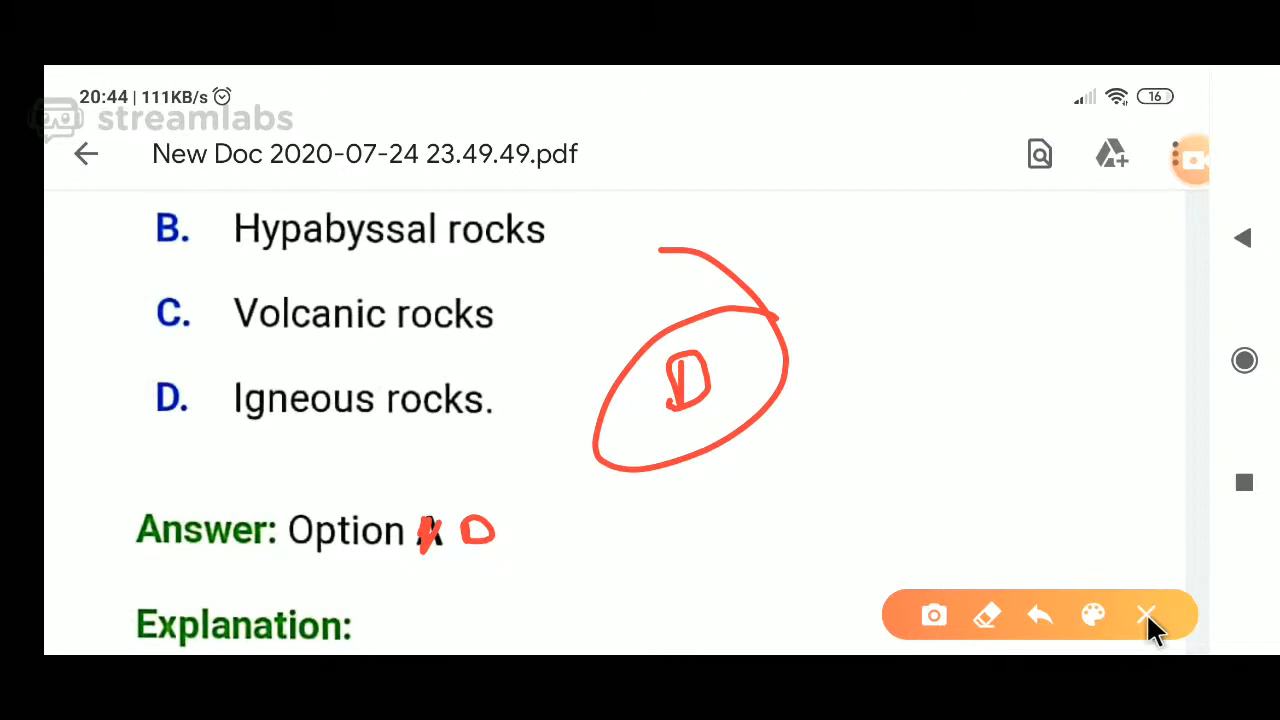 20:44 | 111KB/s
16
streamlabs
New Doc 2020-07-24 23.49.49.pdf
B. Hypabyssal rocks
C. Volcanic rocks
D. Igneous rocks.
D
Answer: Option A D
Explanation: